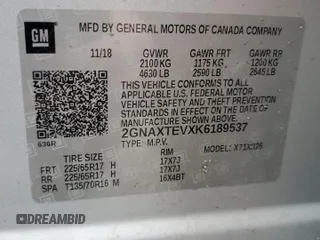 GM
MFD BY GENERAL MOTORS OF CANADA COMPANY
11/18 GVWR GAWR FRT GAWR RR
2100 KG 1175 KG 1200 KG
4630 LB 2590 LB 2645 LB
THIS VEHICLE CONFORMS TO ALL APPLICABLE U.S. FEDERAL
MOTOR VEHICLE SAFETY, BUMPER, AND THEFT PREVENTION
STANDARDS IN EFFECT ON THE DATE OF MANUFACTURE
SHOWN ABOVE.
636R
2GNAXTEVXK6189537
TYPE: M.P.V. MODEL:
TIRE SIZE RIM
FRT 225/65R17 H 17X7J
RR 225/65R17 H 17X7J
SPA T135/70R16 M 16X4BT
DREAMBID